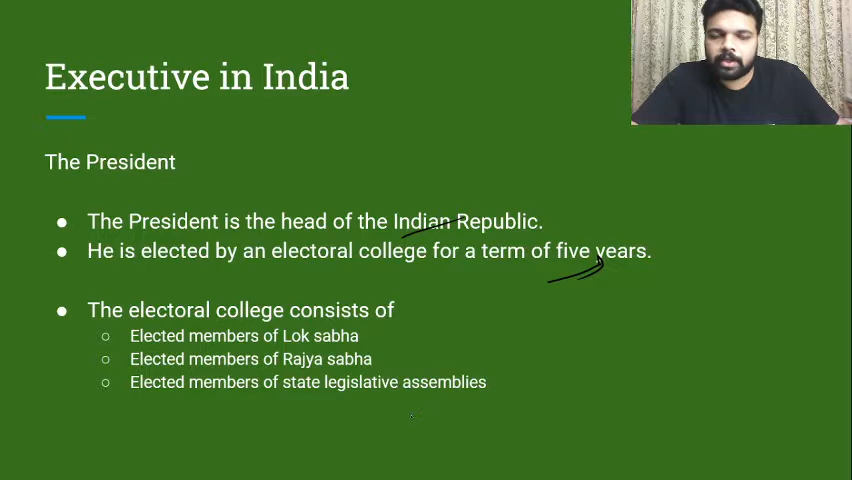 Executive in India
The President
● The President is the head of the Indian Republic.
● He is elected by an electoral college for a term of five years.
● The electoral college consists of
○ Elected members of Lok sabha
○ Elected members of Rajya sabha
○ Elected members of state legislative assemblies